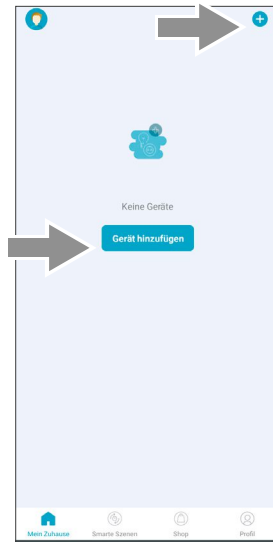 Keine Geräte
Gerät hinzufügen
Mein Zuhause Smarte Szenen Shop Profil